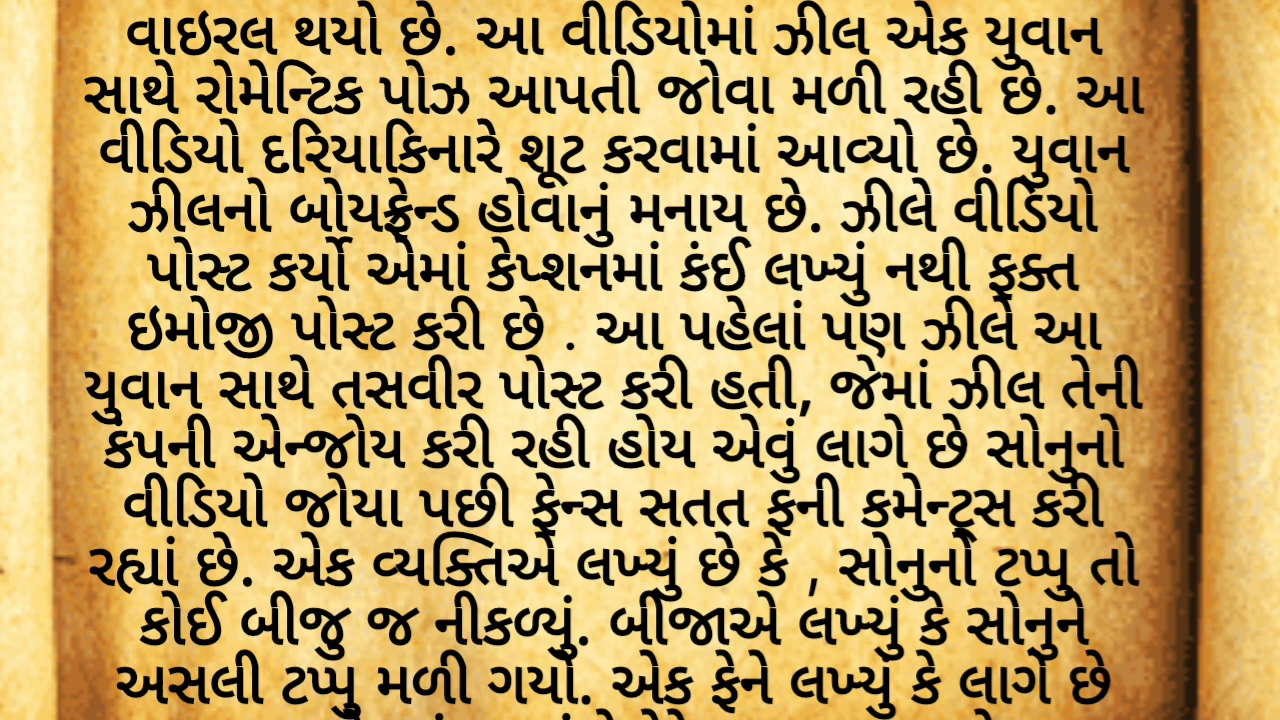 વાઇરલ થયો છે. આ વીડિયોમાં ઝીલ એક યુવાન
સાથે રોમેન્ટિક પોઝ આપતી જોવા મળી રહી છે. આ
વીડિયો દરિયાકિનારે શૂટ કરવામાં આવ્યો છે. યુવાન
ઝીલનો બોયફ્રેન્ડ હોવાનું મનાય છે. ઝીલે વીડિયો
પોસ્ટ કર્યો એમાં કેપ્શનમાં કંઈ લખ્યું નથી ફક્ત
ઇમોજી પોસ્ટ કરી છે . આ પહેલાં પણ ઝીલે આ
યુવાન સાથે તસવીર પોસ્ટ કરી હતી, જેમાં ઝીલ તેની
કંપની એન્જોય કરી રહી હોય એવું લાગે છે સોનુનો
વીડિયો જોયા પછી ફેન્સ સતત ફની કમેન્ટ્સ કરી
રહ્યાં છે. એક વ્યક્તિએ લખ્યું છે કે , સોનુનો ટપ્પુ તો
કોઈ બીજુ જ નીકળ્યું. બીજાએ લખ્યું કે સોનુને
અસલી ટપ્પુ મળી ગયો. એક ફેને લખ્યું કે લાગે છે